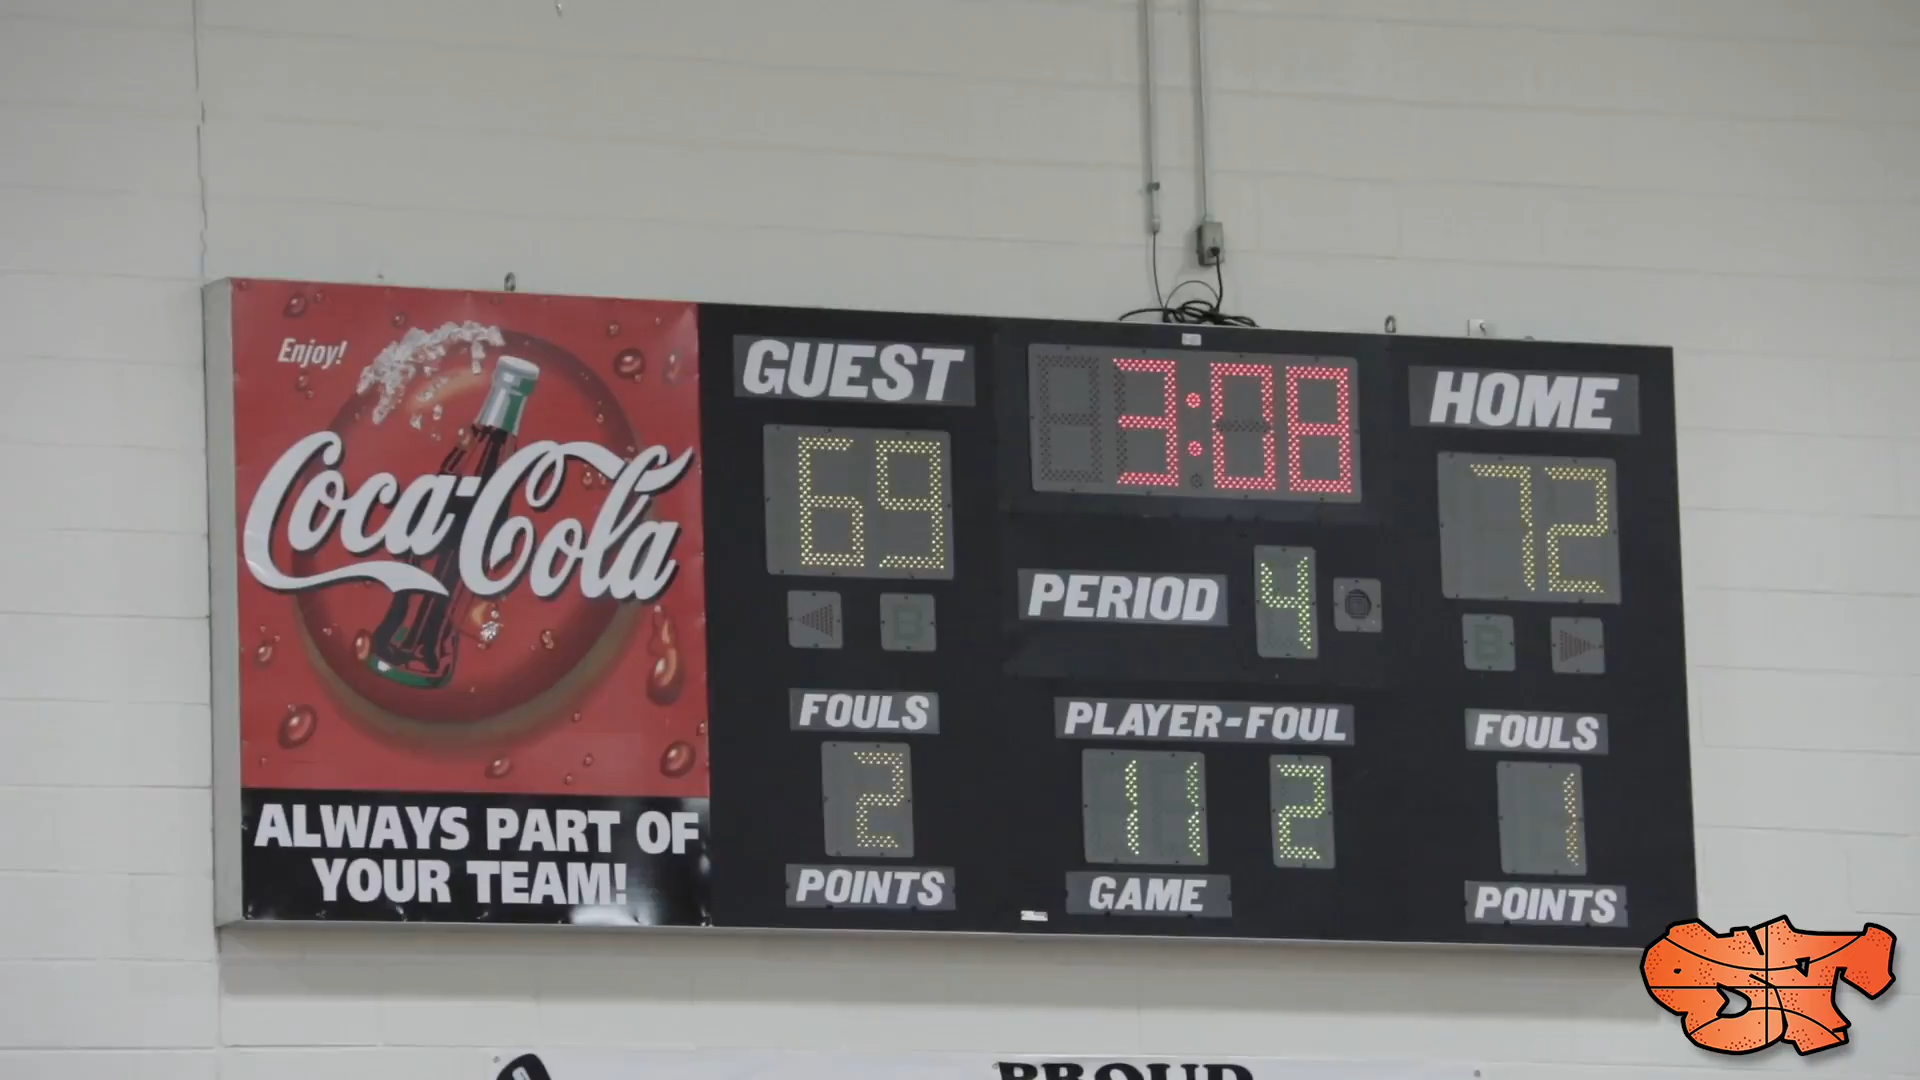 Enjoy!
Coca-Cola
ALWAYS PART OF
YOUR TEAM!
GUEST
3:08
HOME
69
72
PERIOD 4
B
B
FOULS
PLAYER-FOUL
FOULS
2
11 2
1
POINTS
GAME
POINTS
PROUD